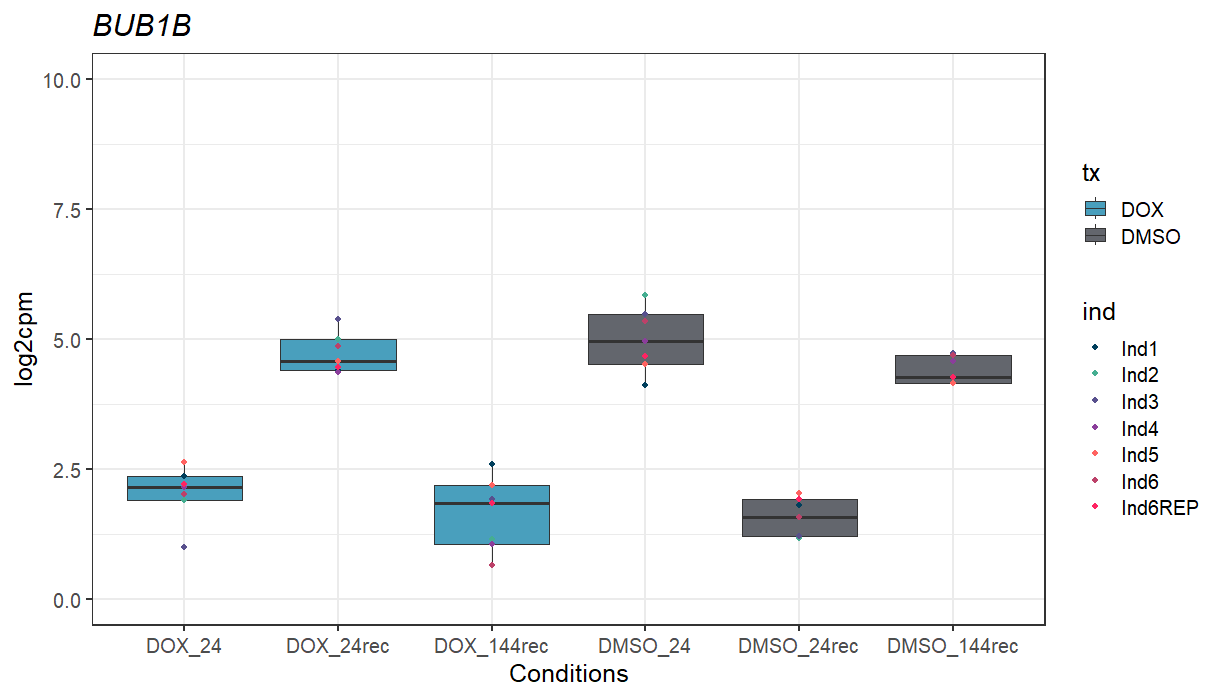 BUB1B
10.0
7.5
5.0
2.5
0.0
log2cpm
DOX_24 DOX_24rec DOX_144rec DMSO_24 DMSO_24rec DMSO_144rec
Conditions
tx
DOX
DMSO
ind
Ind1
Ind2
Ind3
Ind4
Ind5
Ind6
Ind6REP